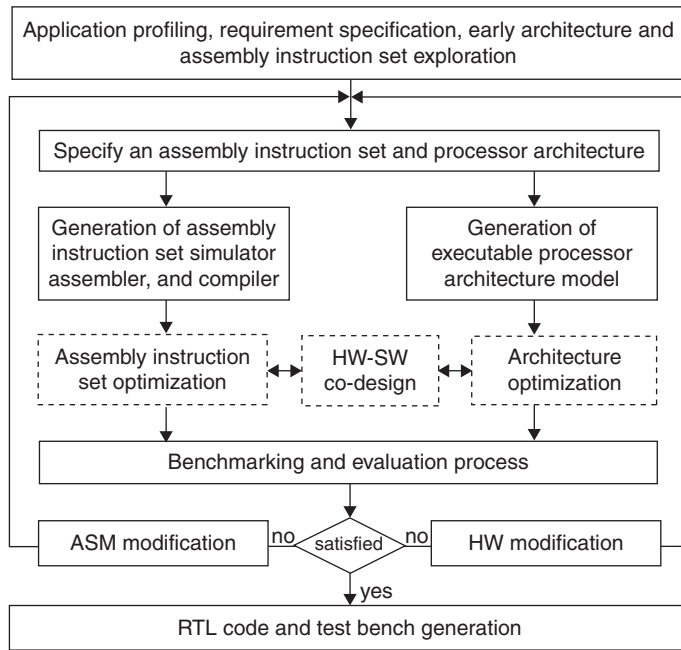 Application profiling, requirement specification, early architecture and
assembly instruction set exploration
Specify an assembly instruction set and processor architecture
Generation of assembly
instruction set simulator
assembler, and compiler
Generation of
executable processor
architecture model
Assembly instruction
set optimization
HW-SW
co-design
Architecture
optimization
Benchmarking and evaluation process
ASM modification
no
satisfied
no
HW modification
yes
RTL code and test bench generation